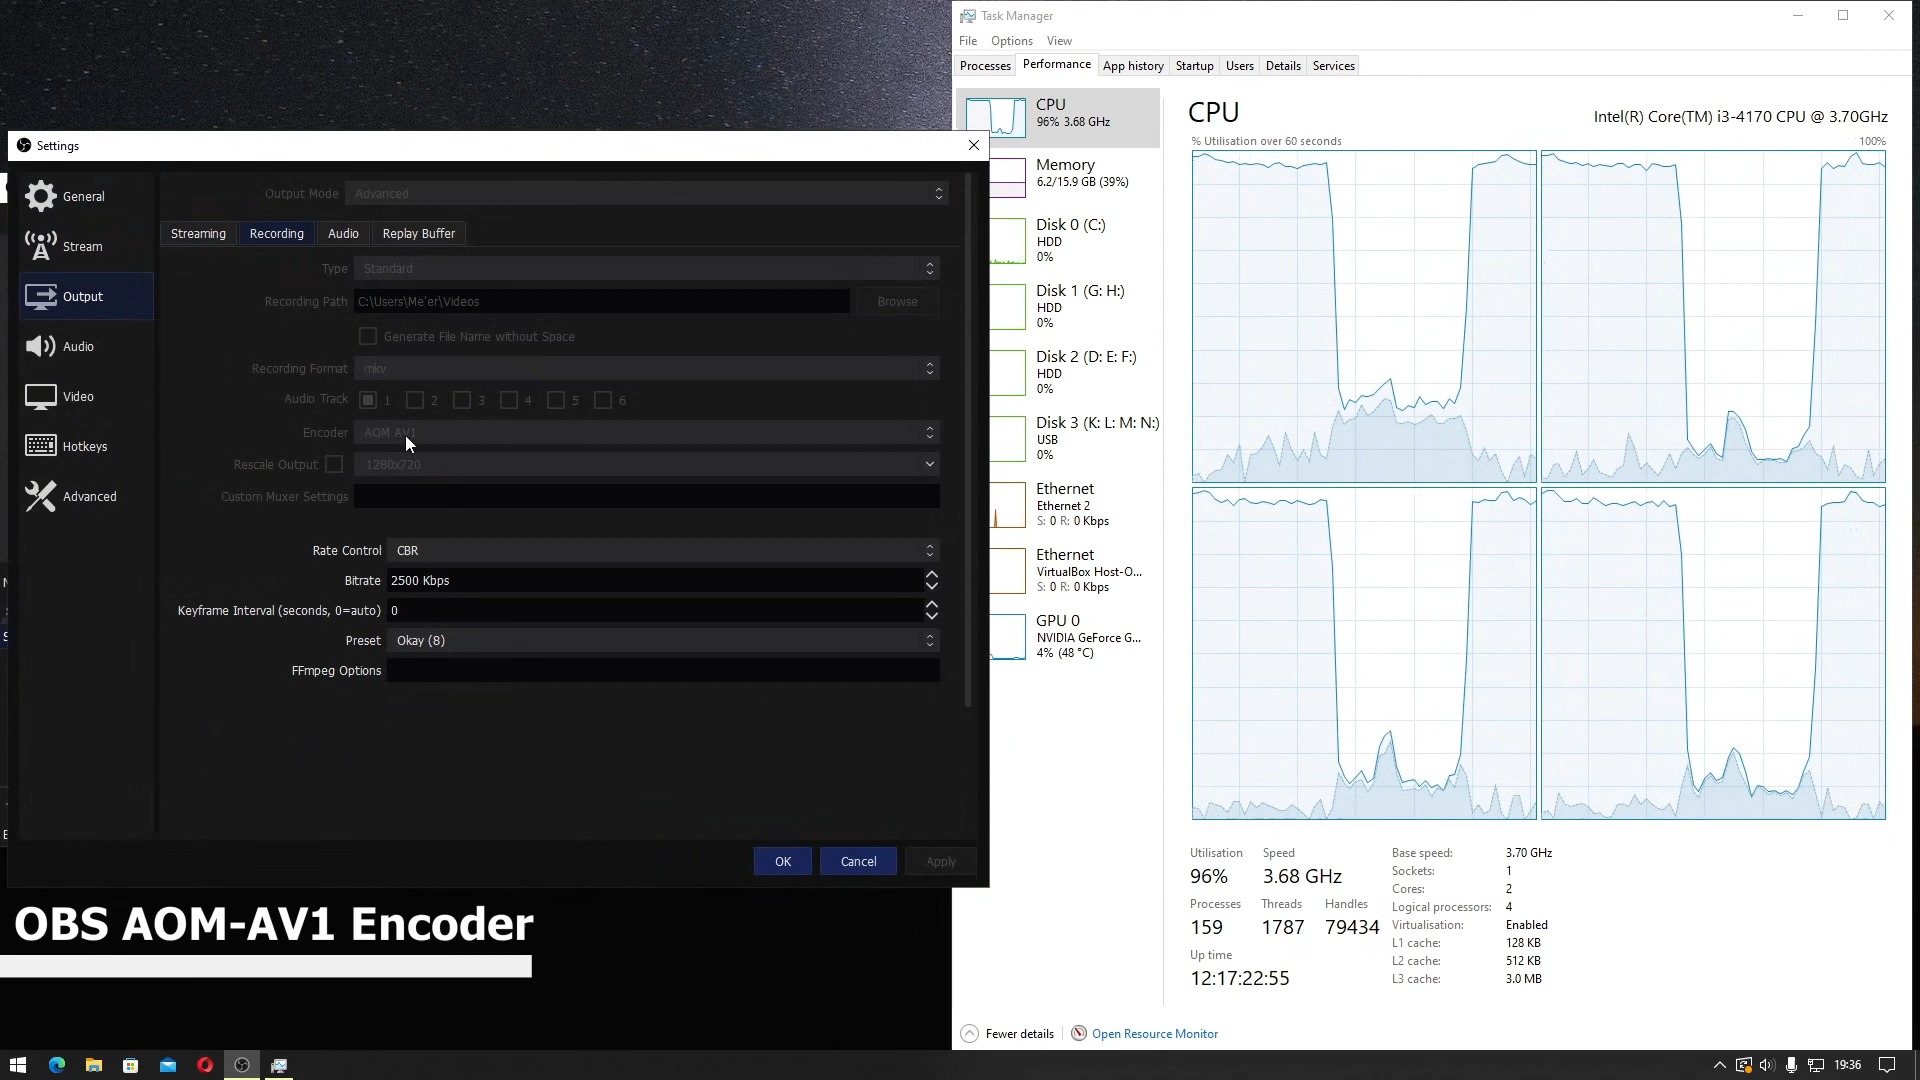 Settings
General
Stream
Output
Audio
Video
Hotkeys
Advanced
Output Mode Advanced
Streaming Recording Audio Replay Buffer
Type Standard
Recording Path C:\Users\Me'er\Videos Browse
Generate File Name without Space
Recording Format mkv
Audio Track 1 2 3 4 5 6
Encoder AOM AV1
Rescale Output 1280x720
Custom Muxer Settings
Rate Control CBR
Bitrate 2500 Kbps
Keyframe Interval (seconds, 0=auto) 0
Preset Okay (8)
FFmpeg Options
OK Cancel Apply
OBS AOM-AV1 Encoder
Task Manager
File Options View
Processes Performance App history Startup Users Details Services
CPU
96% 3.68 GHz
Memory
6.2/15.9 GB (39%)
Disk 0 (C:)
HDD
0%
Disk 1 (G: H:)
HDD
0%
Disk 2 (D: E: F:)
HDD
0%
Disk 3 (K: L: M: N:)
USB
0%
Ethernet
Ethernet 2
S: 0 R: 0 Kbps
Ethernet
VirtualBox Host-O...
S: 0 R: 0 Kbps
GPU 0
NVIDIA GeForce G...
4% (48 °C)
CPU Intel(R) Core(TM) i3-4170 CPU @ 3.70GHz
% Utilisation over 60 seconds 100%
Utilisation Speed
96% 3.68 GHz
Processes Threads Handles
159 1787 79434
Up time
12:17:22:55
Base speed: 3.70 GHz
Sockets: 1
Cores: 2
Logical processors: 4
Virtualisation: Enabled
L1 cache: 128 KB
L2 cache: 512 KB
L3 cache: 3.0 MB
Fewer details Open Resource Monitor
19:36